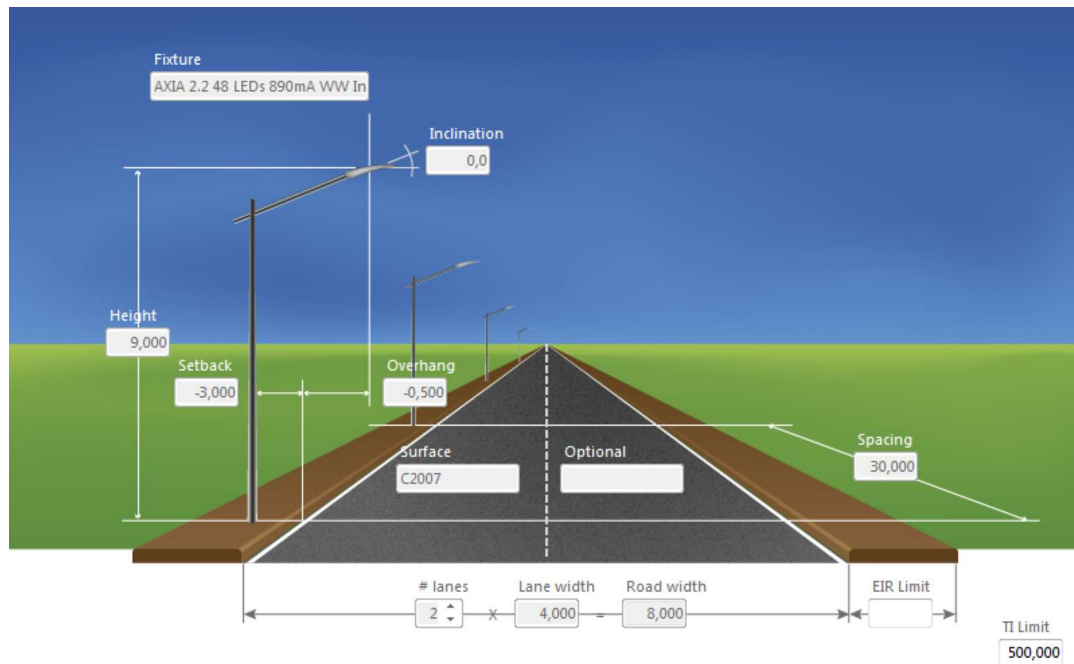 Fixture
AXIA 2.2 48 LEDs 890mA WW In
Inclination
0,0
Height
9,000
Setback
-3,000
Overhang
-0,500
Spacing
30,000
Surface
C2007
Optional
# lanes
2
x
Lane width
4,000
=
Road width
8,000
EIR Limit
TI Limit
500,000